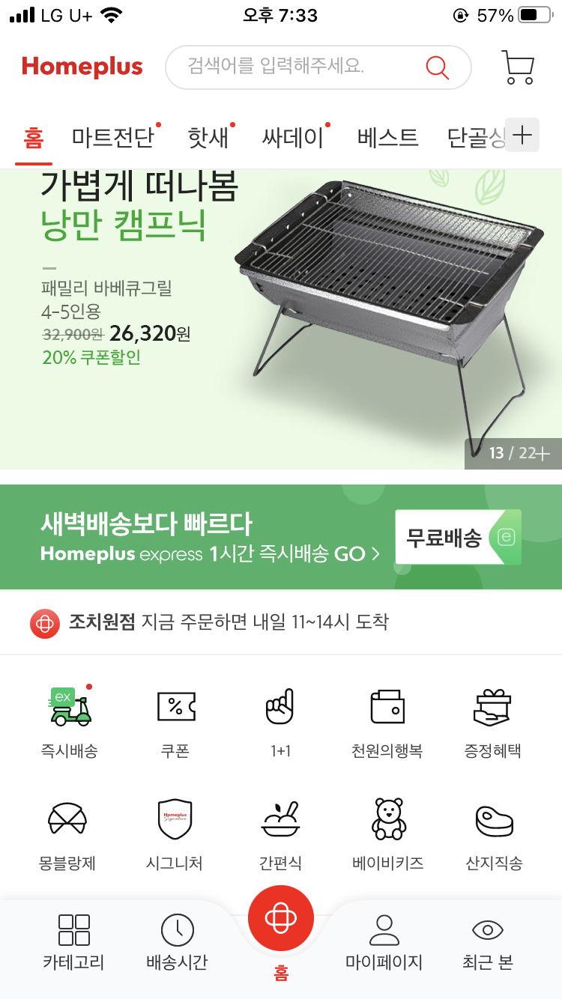 LG U+ 오후 7:33 57%
Homeplus 검색어를 입력해주세요.
홈 마트전단 핫새 싸데이 베스트 단골상
가볍게 떠나봄
낭만 캠프닉
패밀리 바베큐그릴
4-5인용
32,900원 26,320원
20% 쿠폰할인
13 / 22
새벽배송보다 빠르다
Homeplus express 1시간 즉시배송 GO >
무료배송 e
조치원점 지금 주문하면 내일 11~14시 도착
ex
즉시배송 쿠폰 1+1 천원의행복 증정혜택
Homeplus
Signature
몽블랑제 시그니처 간편식 베이비키즈 산지직송
카테고리 배송시간 홈 마이페이지 최근 본